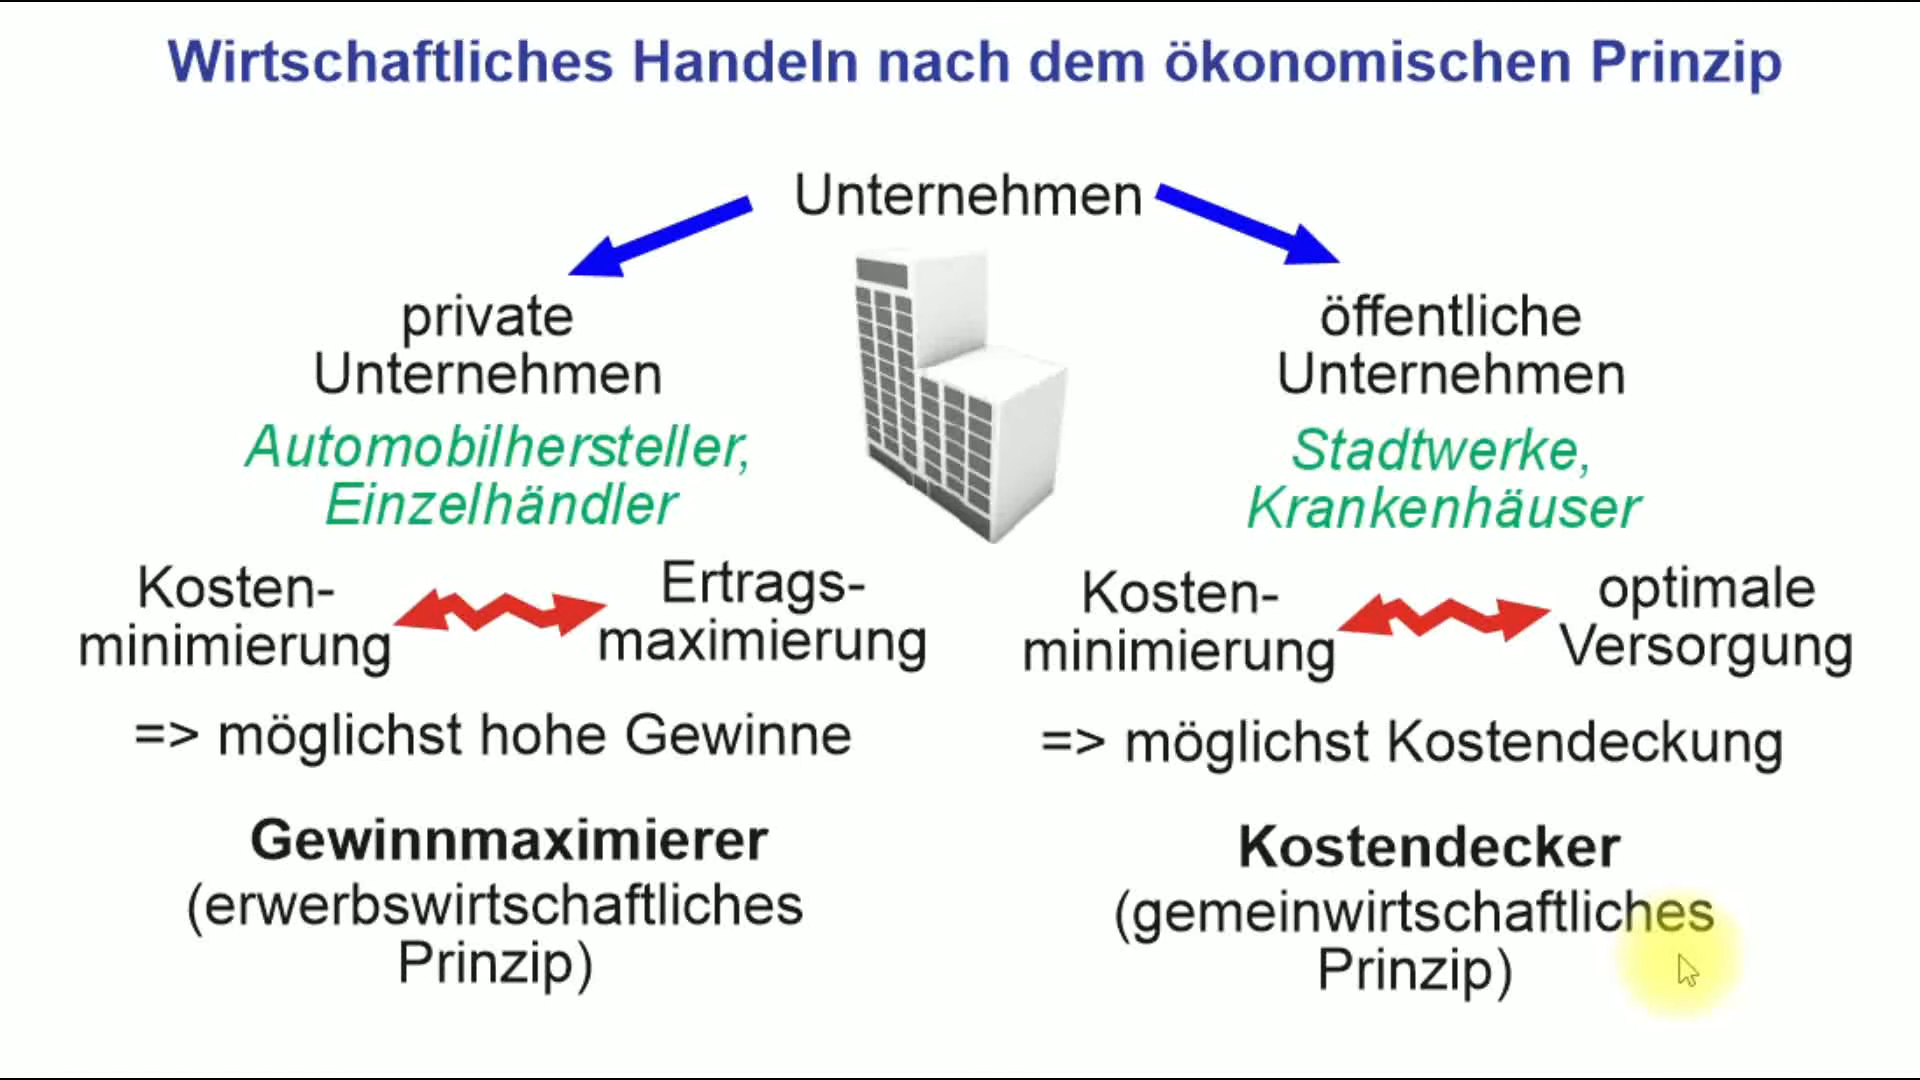 Wirtschaftliches Handeln nach dem ökonomischen Prinzip
Unternehmen
private
Unternehmen
Automobilhersteller,
Einzelhändler
Kosten-
minimierung
Ertrags-
maximierung
=> möglichst hohe Gewinne
Gewinnmaximierer
(erwerbswirtschaftliches
Prinzip)
öffentliche
Unternehmen
Stadtwerke,
Krankenhäuser
Kosten-
minimierung
optimale
Versorgung
=> möglichst Kostendeckung
Kostendecker
(gemeinwirtschaftliches
Prinzip)